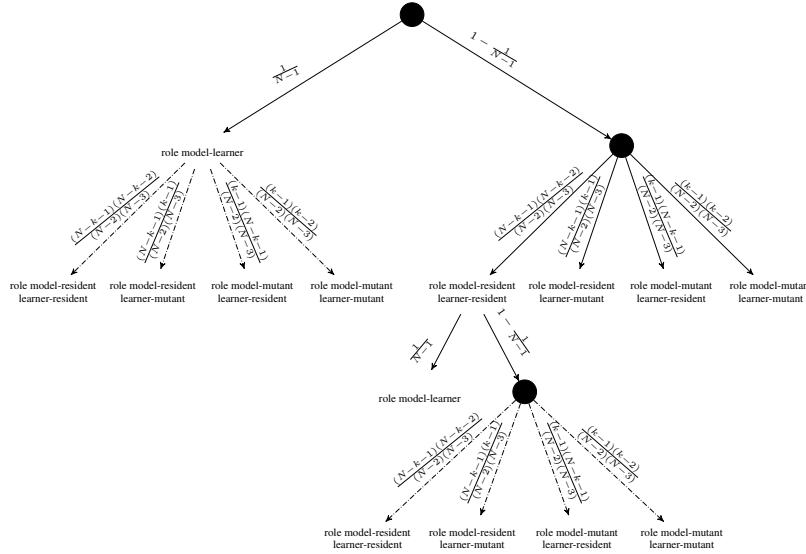 1/(N−1)
1 − 1/(N−1)
role model-learner
(N−k−1)(N−k−2)/(N−2)(N−3)
(N−k−1)(k−1)/(N−2)(N−3)
(k−1)(N−k−1)/(N−2)(N−3)
(k−1)(k−2)/(N−2)(N−3)
(N−k−1)(N−k−2)/(N−2)(N−3)
(N−k−1)(k−1)/(N−2)(N−3)
(k−1)(N−k−1)/(N−2)(N−3)
(k−1)(k−2)/(N−2)(N−3)
role model-resident
learner-resident
role model-resident
learner-mutant
role model-mutant
learner-resident
role model-mutant
learner-mutant
role model-resident
learner-resident
role model-resident
learner-mutant
role model-mutant
learner-resident
role model-mutant
learner-mutant
1/(N−1)
1 − 1/(N−1)
role model-learner
(N−k−1)(N−k−2)/(N−2)(N−3)
(N−k−1)(k−1)/(N−2)(N−3)
(k−1)(N−k−1)/(N−2)(N−3)
(k−1)(k−2)/(N−2)(N−3)
role model-resident
learner-resident
role model-resident
learner-mutant
role model-mutant
learner-resident
role model-mutant
learner-mutant